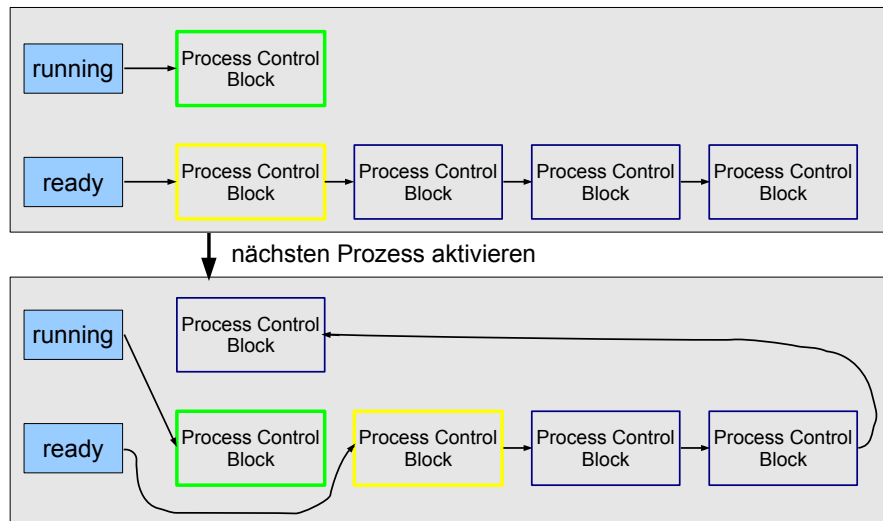 running
Process Control
Block
ready
Process Control
Block
Process Control
Block
Process Control
Block
Process Control
Block
nächsten Prozess aktivieren
running
Process Control
Block
ready
Process Control
Block
Process Control
Block
Process Control
Block
Process Control
Block